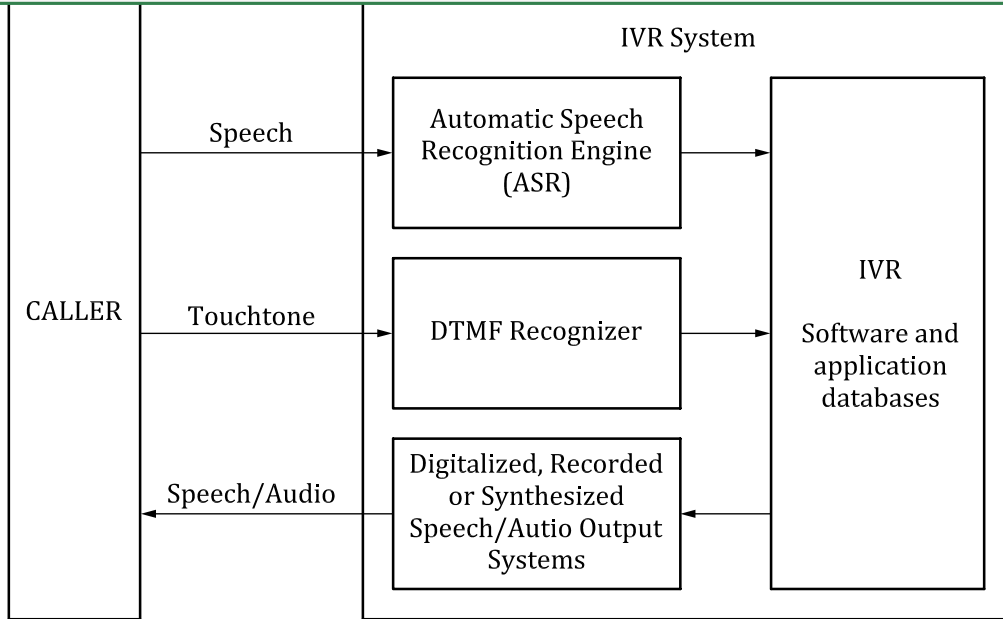 IVR System
Speech
Automatic Speech
Recognition Engine
(ASR)
CALLER
Touchtone
DTMF Recognizer
IVR
Software and
application
databases
Speech/Audio
Digitalized, Recorded
or Synthesized
Speech/Autio Output
Systems